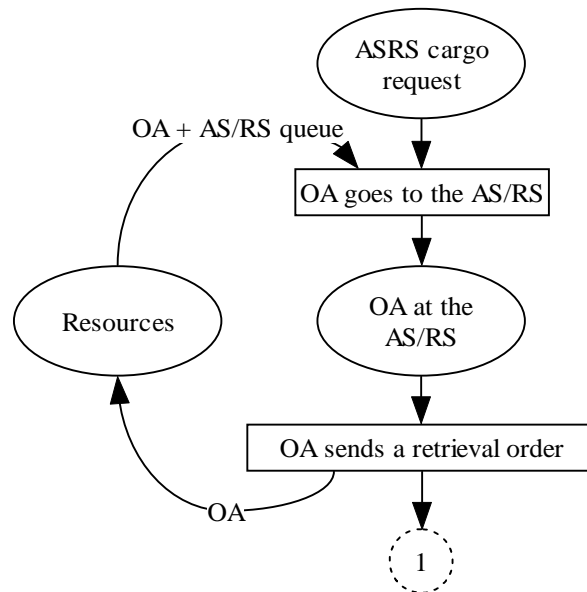 ASRS cargo
request
OA + AS/RS queue
OA goes to the AS/RS
Resources
OA at the
AS/RS
OA sends a retrieval order
OA
1